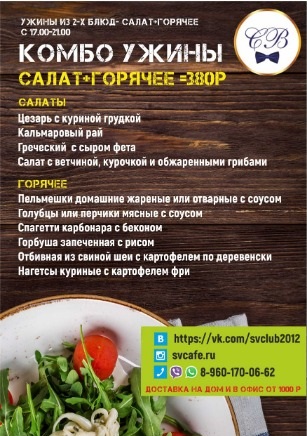 УЖИНЫ ИЗ 2-Х БЛЮД- САЛАТ+ГОРЯЧЕЕ
С 17.00-21.00
СВ
КОМБО УЖИНЫ
САЛАТ+ГОРЯЧЕЕ =380Р
САЛАТЫ
Цезарь с куриной грудкой
Кальмаровый рай
Греческий с сыром фета
Салат с ветчиной, курочкой и обжаренными грибами
ГОРЯЧЕЕ
Пельмешки домашние жареные или отварные с соусом
Голубцы или перчики мясные с соусом
Спагетти карбонара с беконом
Горбуша запеченная с рисом
Отбивная из свиной шеи с картофелем по деревенски
Нагетсы куриные с картофелем фри
https://vk.com/svclub2012
svcafe.ru
8-960-170-06-62
ДОСТАВКА НА ДОМ И В ОФИС ОТ 1000 Р